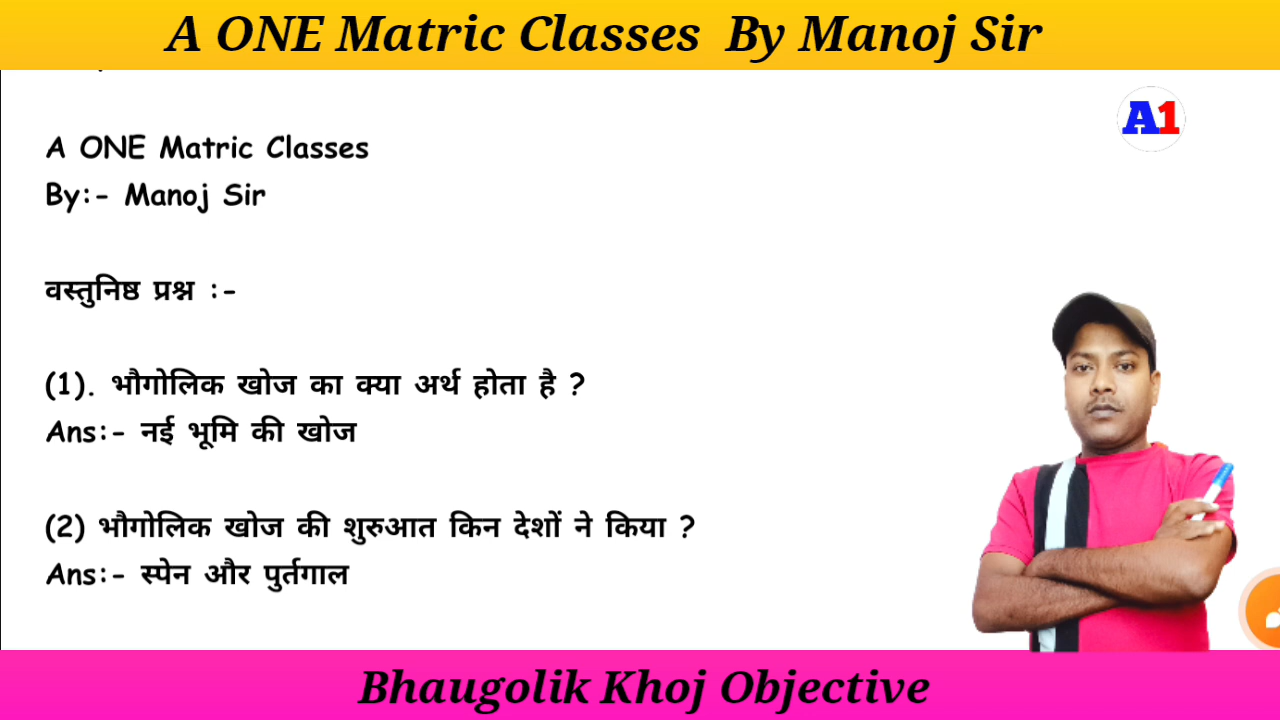 A ONE Matric Classes By Manoj Sir
A1
A ONE Matric Classes
By:- Manoj Sir
वस्तुनिष्ठ प्रश्न :-
(1). भौगोलिक खोज का क्या अर्थ होता है ?
Ans:- नई भूमि की खोज
(2) भौगोलिक खोज की शुरुआत किन देशों ने किया ?
Ans:- स्पेन और पुर्तगाल
Bhaugolik Khoj Objective